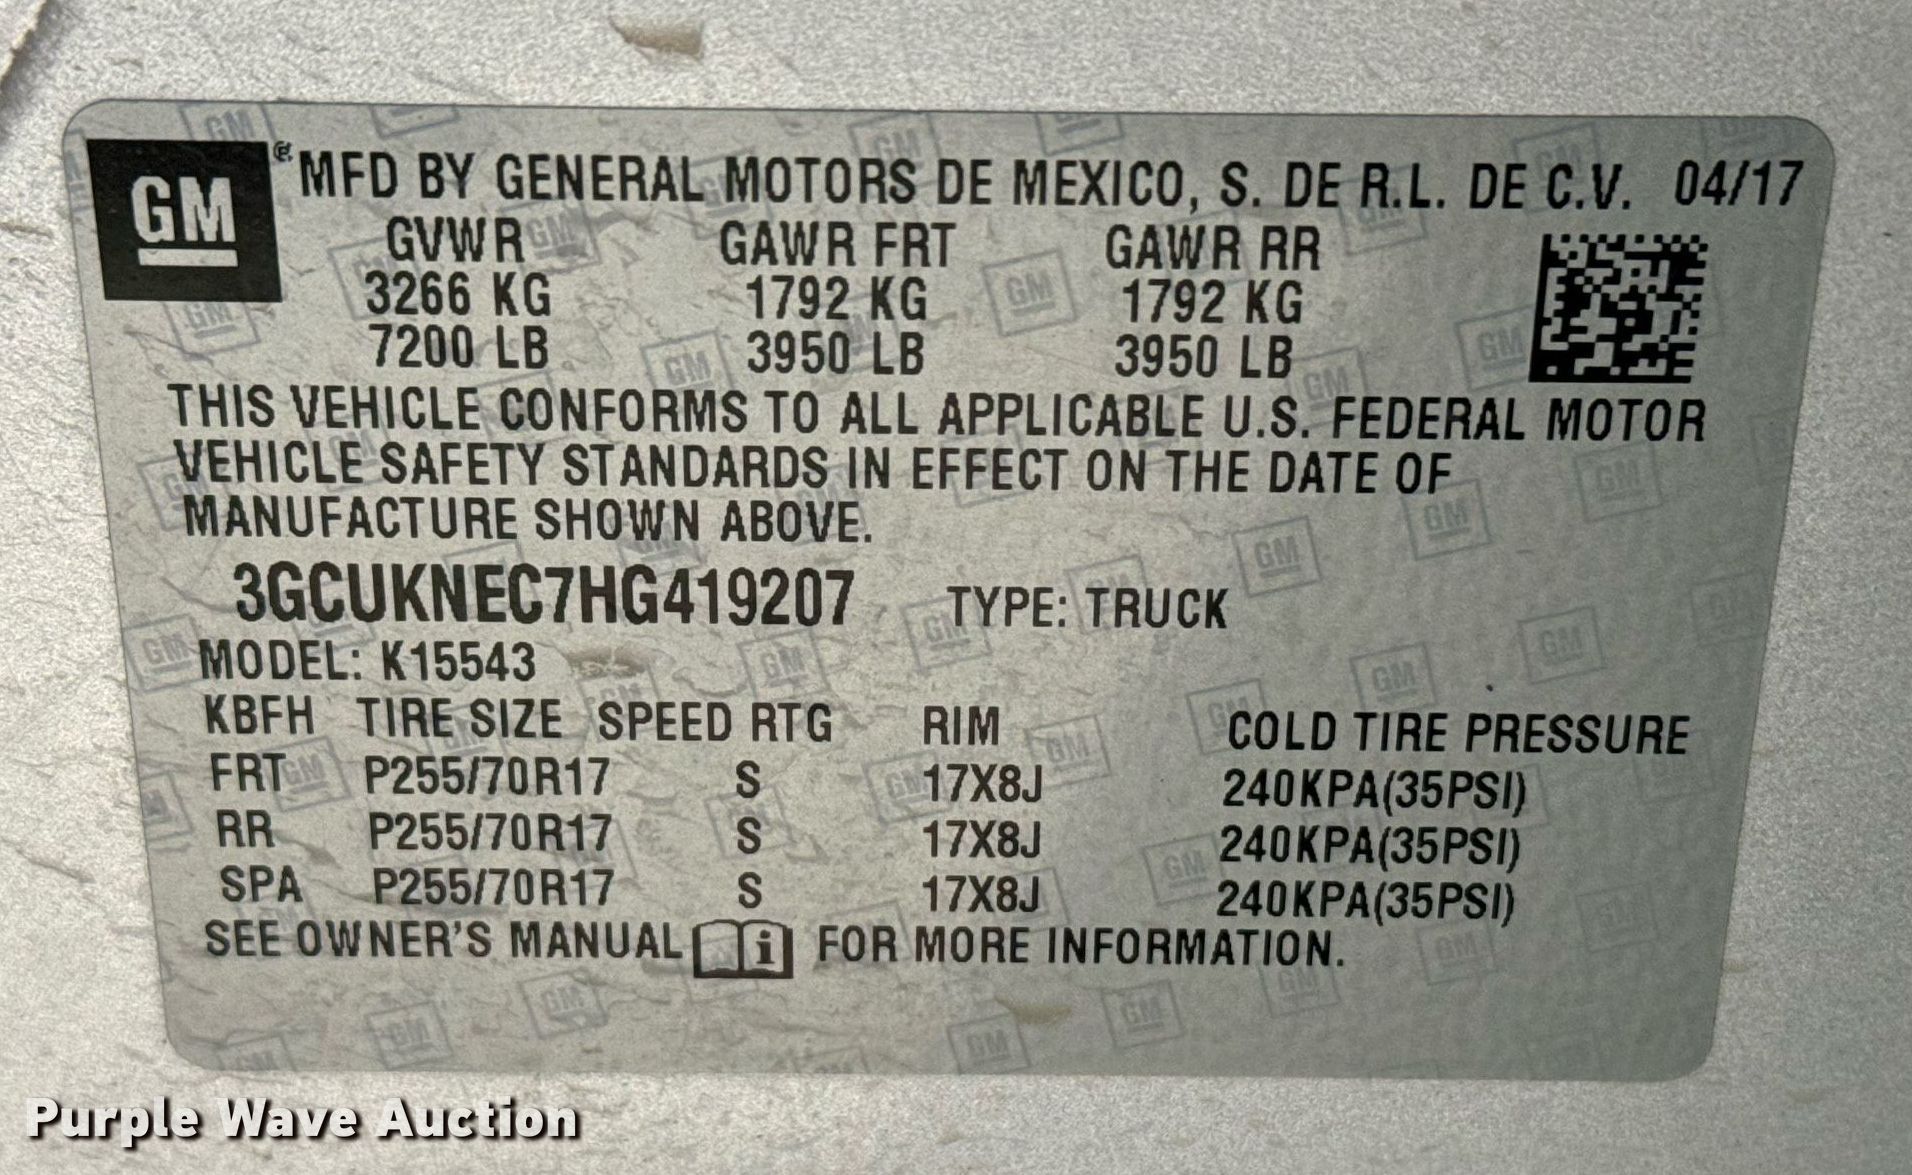 GM® MFD BY GENERAL MOTORS DE MEXICO, S. DE R.L. DE C.V. 04/17
GVWR GAWR FRT GAWR RR
3266 KG 1792 KG 1792 KG
7200 LB 3950 LB 3950 LB
THIS VEHICLE CONFORMS TO ALL APPLICABLE U.S. FEDERAL MOTOR
VEHICLE SAFETY STANDARDS IN EFFECT ON THE DATE OF
MANUFACTURE SHOWN ABOVE.
3GCUKNEC7HG419207 TYPE: TRUCK
MODEL: K15543
KBFH TIRE SIZE SPEED RTG RIM COLD TIRE PRESSURE
FRT P255/70R17 S 17X8J 240KPA(35PSI)
RR P255/70R17 S 17X8J 240KPA(35PSI)
SPA P255/70R17 S 17X8J 240KPA(35PSI)
SEE OWNER'S MANUAL i FOR MORE INFORMATION.
Purple Wave Auction